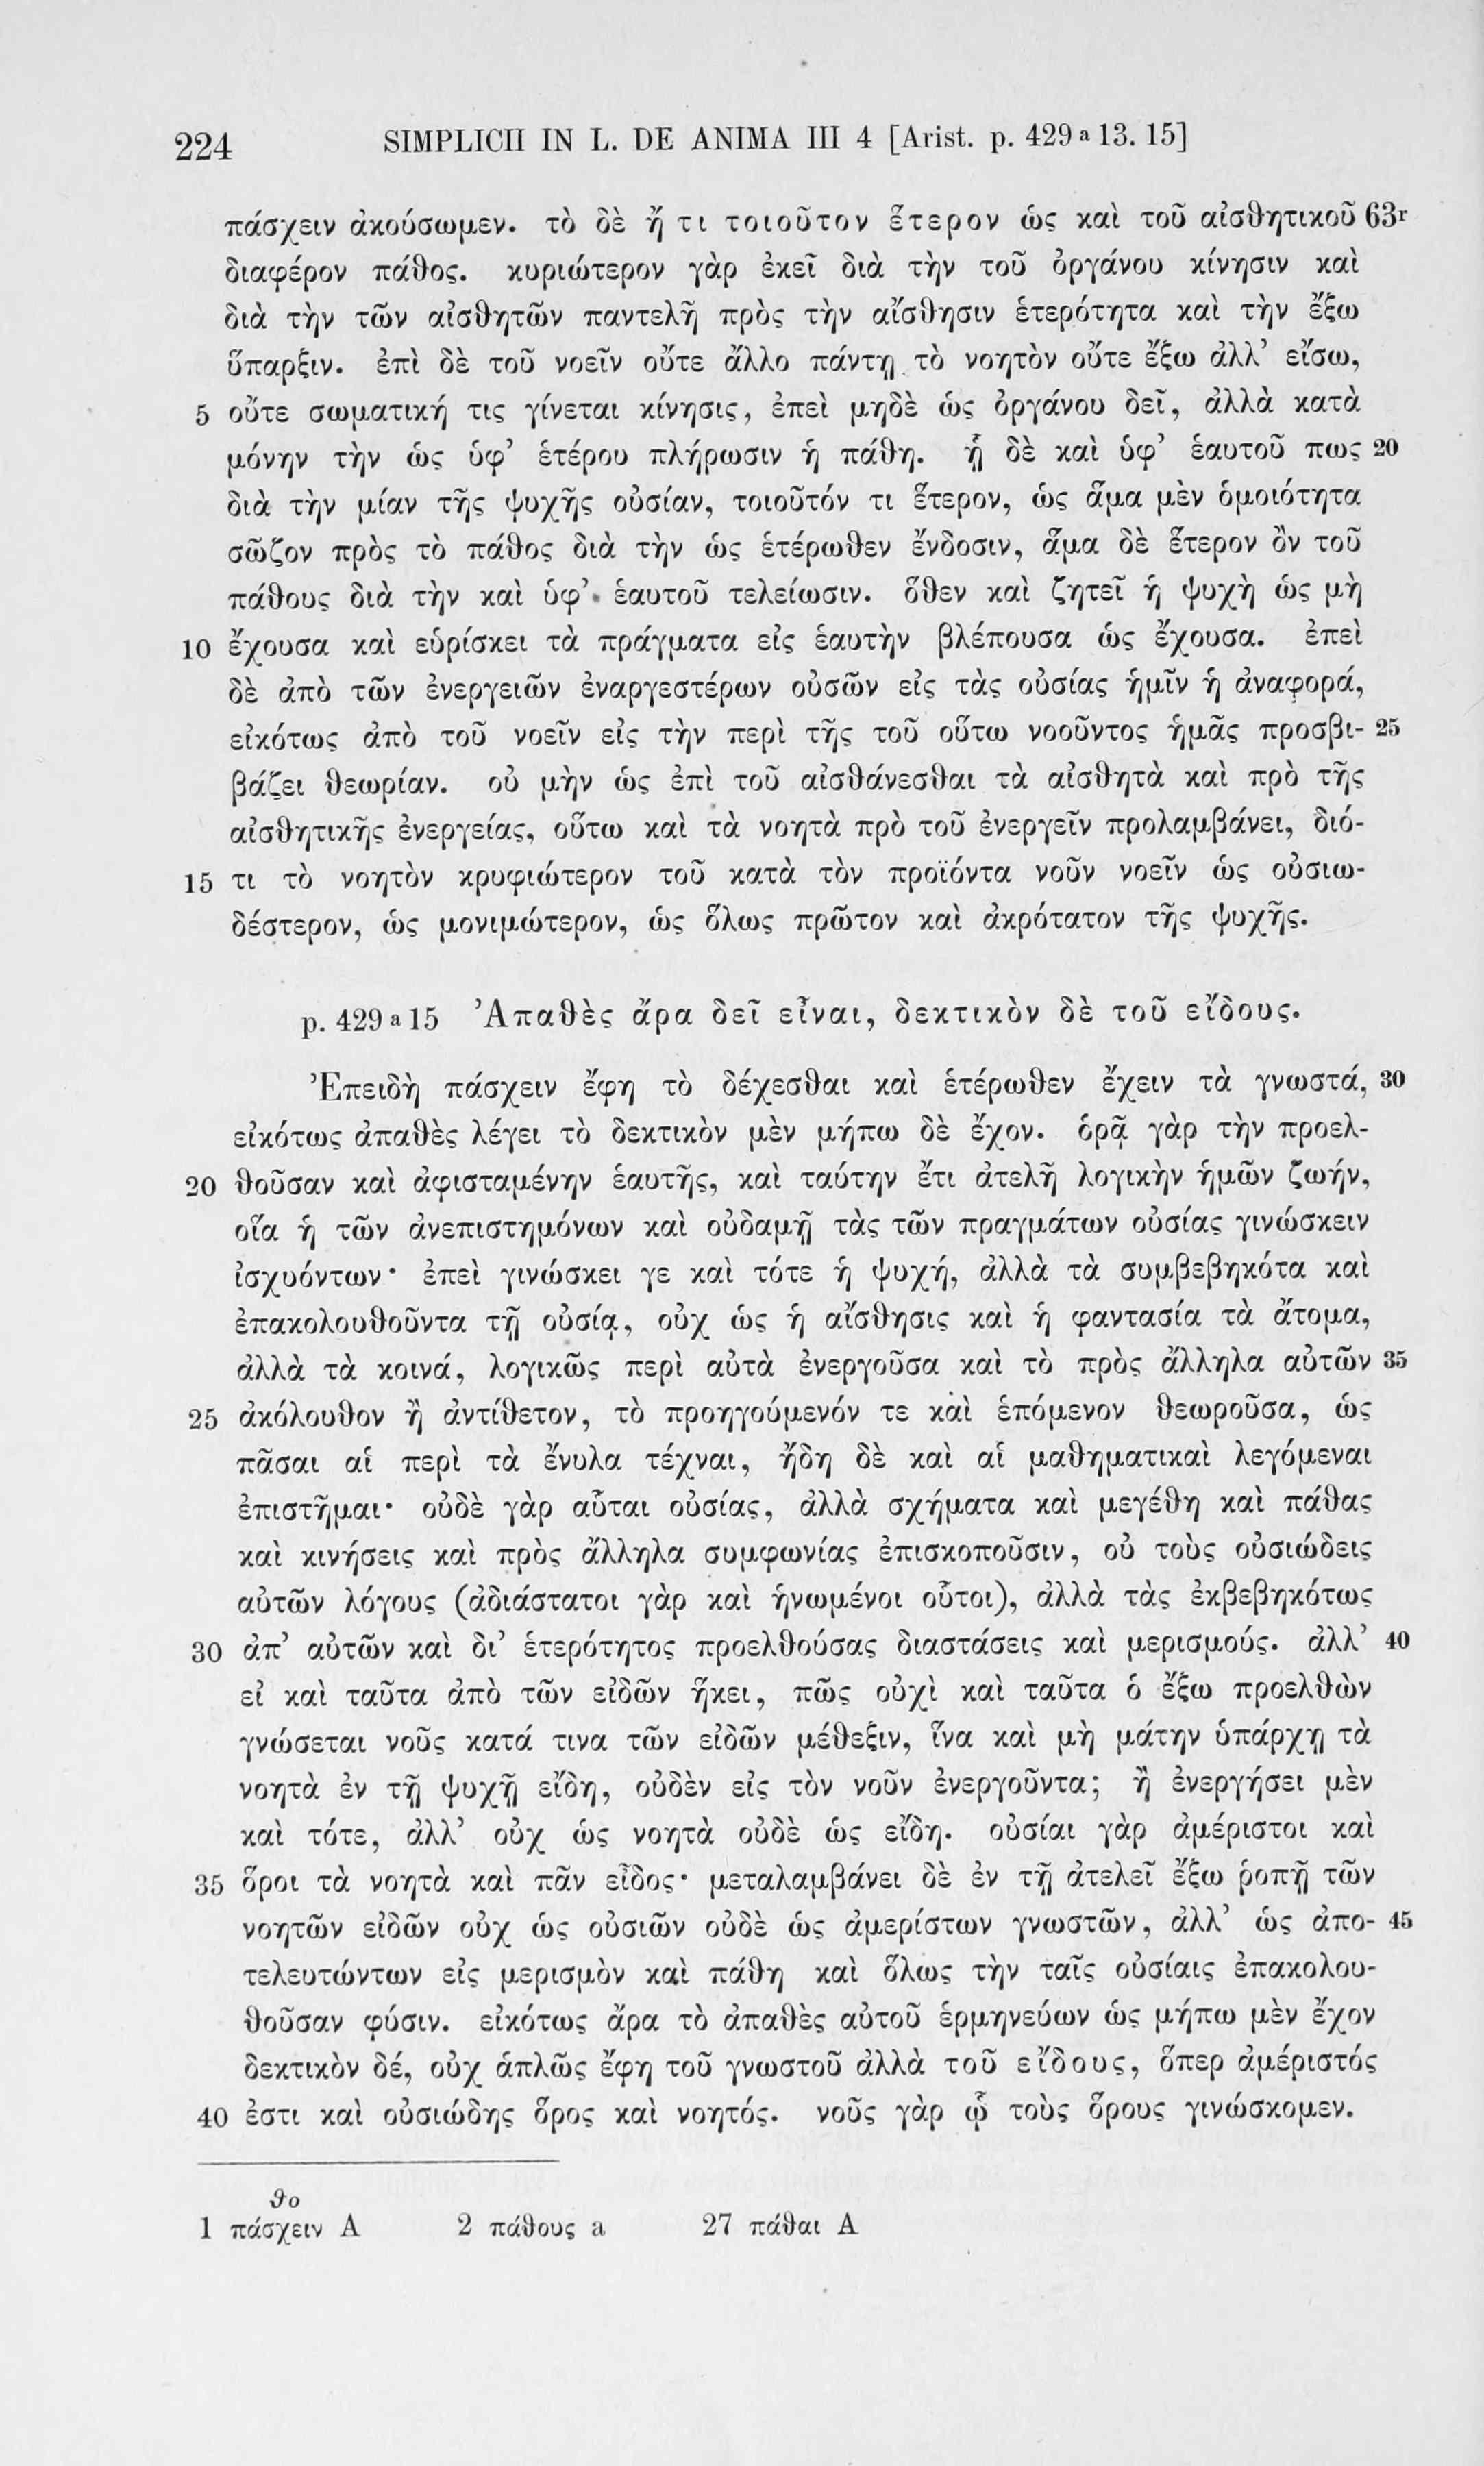 224 SIMPLICII IN L. DE ANIMA III 4 [Arist. p. 429 a 13. 15]
πάσχειν ἀκούσωμεν. τὸ δὲ ἤ τι τοιοῦτον ἕτερον ὡς καὶ τοῦ αἰσθητικοῦ 63r
διαφέρον πάθος. κυριώτερον γὰρ ἐκεῖ διὰ τὴν τοῦ ὀργάνου κίνησιν καὶ
διὰ τὴν τῶν αἰσθητῶν παντελῆ πρὸς τὴν αἴσθησιν ἑτερότητα καὶ τὴν ἔξω
ὕπαρξιν. ἐπὶ δὲ τοῦ νοεῖν οὔτε ἄλλο πάντῃ τὸ νοητὸν οὔτε ἔξω ἀλλ’ εἴσω,
5 οὔτε σωματική τις γίνεται κίνησις, ἐπεὶ μηδὲ ὡς ὀργάνου δεῖ, ἀλλὰ κατὰ
μόνην τὴν ὡς ὑφ’ ἑτέρου πλήρωσιν ἡ πάθη. ᾗ δὲ καὶ ὑφ’ ἑαυτοῦ πως 20
διὰ τὴν μίαν τῆς ψυχῆς οὐσίαν, τοιοῦτόν τι ἕτερον, ὡς ἅμα μὲν ὁμοιότητα
σῶζον πρὸς τὸ πάθος διὰ τὴν ὡς ἑτέρωθεν ἔνδοσιν, ἅμα δὲ ἕτερον ὂν τοῦ
πάθους διὰ τὴν καὶ ὑφ’ ἑαυτοῦ τελείωσιν. ὅθεν καὶ ζητεῖ ἡ ψυχὴ ὡς μὴ
10 ἔχουσα καὶ εὑρίσκει τὰ πράγματα εἰς ἑαυτὴν βλέπουσα ὡς ἔχουσα. ἐπεὶ
δὲ ἀπὸ τῶν ἐνεργειῶν ἐναργεστέρων οὐσῶν εἰς τὰς οὐσίας ἡμῖν ἡ ἀναφορά,
εἰκότως ἀπὸ τοῦ νοεῖν εἰς τὴν περὶ τῆς τοῦ οὕτω νοοῦντος ἡμᾶς προσβι- 25
βάζει θεωρίαν. οὐ μὴν ὡς ἐπὶ τοῦ αἰσθάνεσθαι τὰ αἰσθητὰ καὶ πρὸ τῆς
αἰσθητικῆς ἐνεργείας, οὕτω καὶ τὰ νοητὰ πρὸ τοῦ ἐνεργεῖν προλαμβάνει, διό-
15 τι τὸ νοητὸν κρυφιώτερον τοῦ κατὰ τὸν προϊόντα νοῦν νοεῖν ὡς οὐσιω-
δέστερον, ὡς μονιμώτερον, ὡς ὅλως πρῶτον καὶ ἀκρότατον τῆς ψυχῆς.
p. 429 a 15 Ἀπαθὲς ἄρα δεῖ εἶναι, δεκτικὸν δὲ τοῦ εἴδους.
Ἐπειδὴ πάσχειν ἔφη τὸ δέχεσθαι καὶ ἑτέρωθεν ἔχειν τὰ γνωστά, 30
εἰκότως ἀπαθὲς λέγει τὸ δεκτικὸν μὲν μήπω δὲ ἔχον. ὁρᾷ γὰρ τὴν προελ-
20 θοῦσαν καὶ ἀφισταμένην ἑαυτῆς, καὶ ταύτην ἔτι ἀτελῆ λογικὴν ἡμῶν ζωήν,
οἵα ἡ τῶν ἀνεπιστημόνων καὶ οὐδαμῇ τὰς τῶν πραγμάτων οὐσίας γινώσκειν
ἰσχυόντων· ἐπεὶ γινώσκει γε καὶ τότε ἡ ψυχή, ἀλλὰ τὰ συμβεβηκότα καὶ
ἐπακολουθοῦντα τῇ οὐσίᾳ, οὐχ ὡς ἡ αἴσθησις καὶ ἡ φαντασία τὰ ἄτομα,
ἀλλὰ τὰ κοινά, λογικῶς περὶ αὐτὰ ἐνεργοῦσα καὶ τὸ πρὸς ἄλληλα αὐτῶν 35
25 ἀκόλουθον ἢ ἀντίθετον, τὸ προηγούμενόν τε καὶ ἑπόμενον θεωροῦσα, ὡς
πᾶσαι αἱ περὶ τὰ ἔνυλα τέχναι, ἤδη δὲ καὶ αἱ μαθηματικαὶ λεγόμεναι
ἐπιστῆμαι· οὐδὲ γὰρ αὗται οὐσίας, ἀλλὰ σχήματα καὶ μεγέθη καὶ πάθας
καὶ κινήσεις καὶ πρὸς ἄλληλα συμφωνίας ἐπισκοποῦσιν, οὐ τοὺς οὐσιώδεις
αὐτῶν λόγους (ἀδιάστατοι γὰρ καὶ ἡνωμένοι οὗτοι), ἀλλὰ τὰς ἐκβεβηκότως
30 ἀπ’ αὐτῶν καὶ δι’ ἑτερότητος προελθούσας διαστάσεις καὶ μερισμούς. ἀλλ’ 40
εἰ καὶ ταῦτα ἀπὸ τῶν εἰδῶν ἥκει, πῶς οὐχὶ καὶ ταῦτα ὁ ἔξω προελθὼν
γνώσεται νοῦς κατά τινα τῶν εἰδῶν μέθεξιν, ἵνα καὶ μὴ μάτην ὑπάρχῃ τὰ
νοητὰ ἐν τῇ ψυχῇ εἴδη, οὐδὲν εἰς τὸν νοῦν ἐνεργοῦντα; ἢ ἐνεργήσει μὲν
καὶ τότε, ἀλλ’ οὐχ ὡς νοητὰ οὐδὲ ὡς εἴδη. οὐσίαι γὰρ ἀμέριστοι καὶ
35 ὅροι τὰ νοητὰ καὶ πᾶν εἶδος· μεταλαμβάνει δὲ ἐν τῇ ἀτελεῖ ἔξω ῥοπῇ τῶν
νοητῶν εἰδῶν οὐχ ὡς οὐσιῶν οὐδὲ ὡς ἀμερίστων γνωστῶν, ἀλλ’ ὡς ἀπο- 45
τελευτώντων εἰς μερισμὸν καὶ πάθη καὶ ὅλως τὴν ταῖς οὐσίαις ἐπακολου-
θοῦσαν φύσιν. εἰκότως ἄρα τὸ ἀπαθὲς αὐτοῦ ἑρμηνεύων ὡς μήπω μὲν ἔχον
δεκτικὸν δέ, οὐχ ἁπλῶς ἔφη τοῦ γνωστοῦ ἀλλὰ τοῦ εἴδους, ὅπερ ἀμέριστός
40 ἐστι καὶ οὐσιώδης ὅρος καὶ νοητός. νοῦς γὰρ ᾧ τοὺς ὅρους γινώσκομεν.
θο
1 πάσχειν A 2 πάθους a 27 πάθαι A